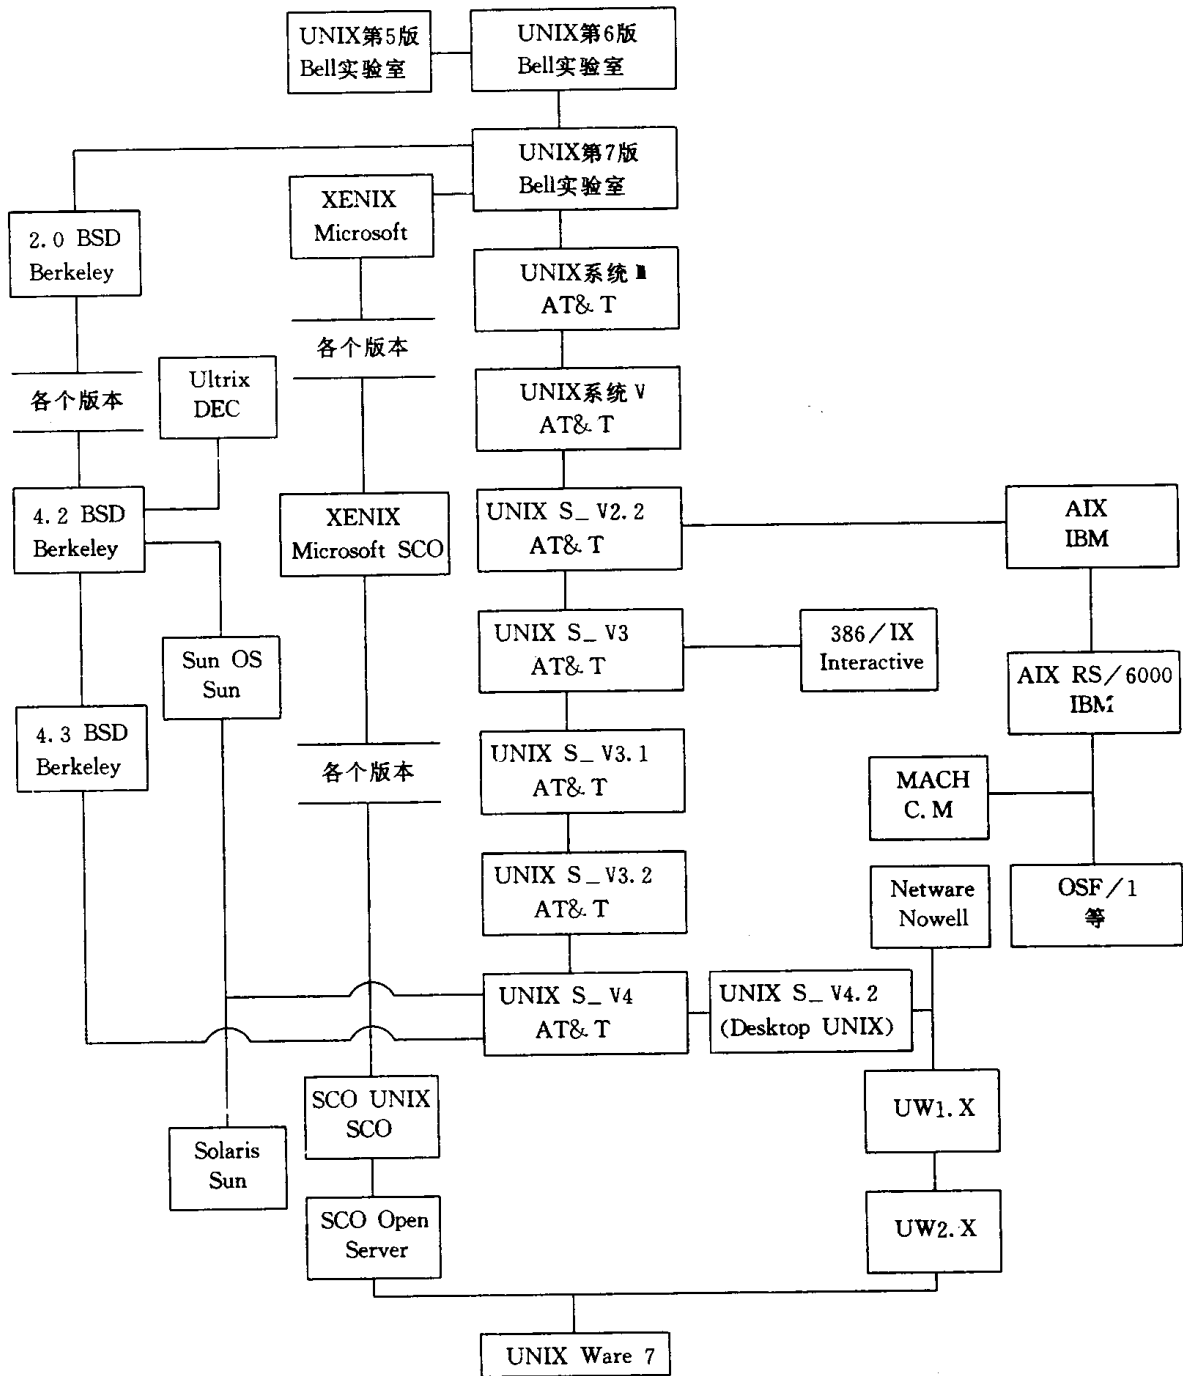 UNIX第5版
Bell实验室
UNIX第6版
Bell实验室
UNIX第7版
Bell实验室
XENIX
Microsoft
2.0 BSD
Berkeley
UNIX系统Ⅲ
AT&T
各个版本
各个版本
Ultrix
DEC
UNIX系统V
AT&T
4.2 BSD
Berkeley
XENIX
Microsoft SCO
UNIX S_V2.2
AT&T
AIX
IBM
Sun OS
Sun
UNIX S_V3
AT&T
386/IX
Interactive
AIX RS/6000
IBM
4.3 BSD
Berkeley
各个版本
UNIX S_V3.1
AT&T
MACH
C.M
UNIX S_V3.2
AT&T
Netware
Nowell
OSF/1
等
UNIX S_V4
AT&T
UNIX S_V4.2
(Desktop UNIX)
SCO UNIX
SCO
UW1.X
Solaris
Sun
SCO Open
Server
UW2.X
UNIX Ware 7